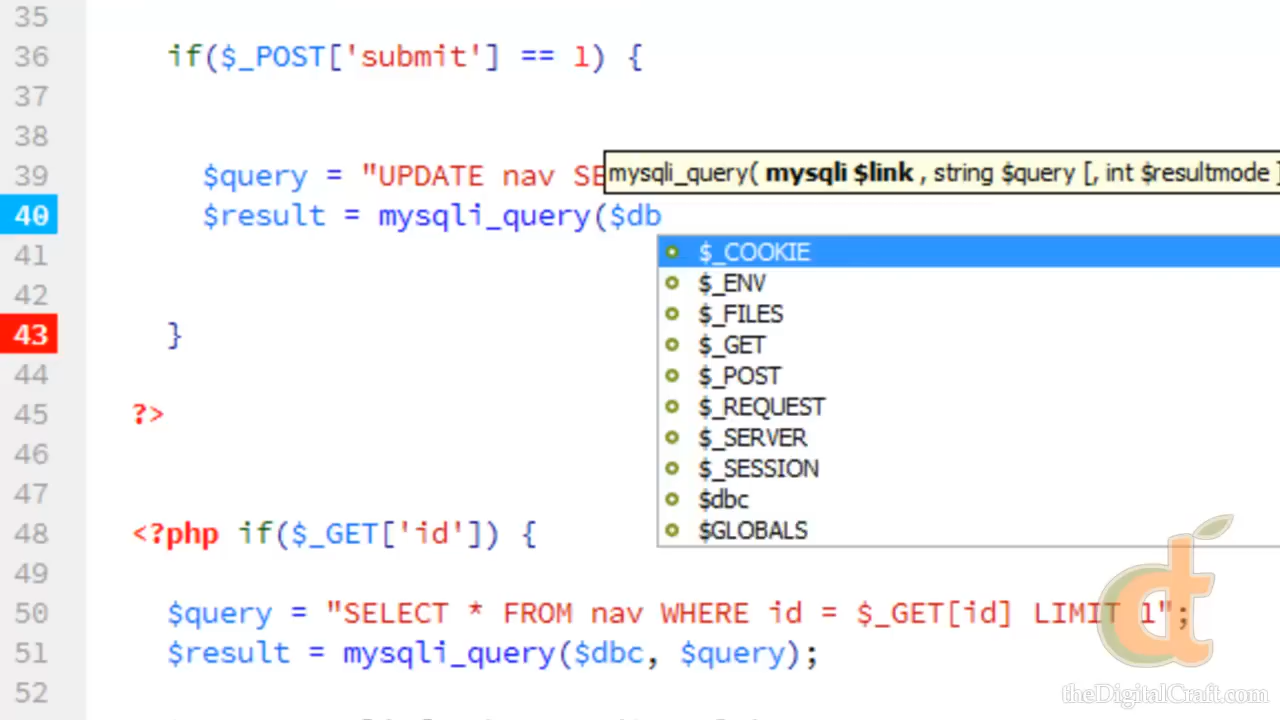 35
36 if($_POST['submit'] == 1) {
37
38
39 $query = "UPDATE nav SE
mysqli_query( mysqli $link , string $query [, int $resultmode ]
40 $result = mysqli_query($db
$_COOKIE
41
$_ENV
42
$_FILES
43 }
$_GET
44
$_POST
45 ?>
$_REQUEST
46
$_SERVER
47
$_SESSION
$dbc
48 <?php if($_GET['id']) {
$GLOBALS
49
50 $query = "SELECT * FROM nav WHERE id = $_GET[id] LIMIT 1";
51 $result = mysqli_query($dbc, $query);
52
dt
theDigitalCraft.com